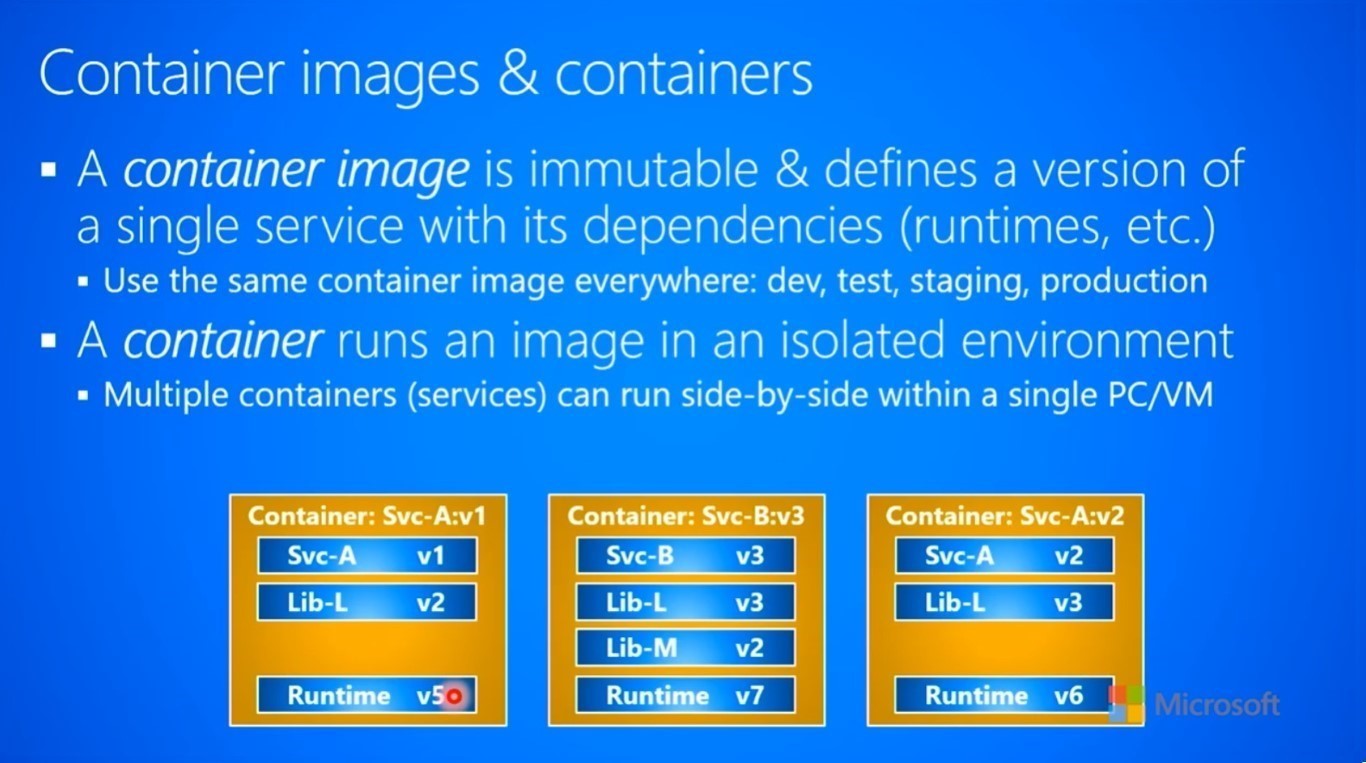 Container images & containers
A container image is immutable & defines a version of
a single service with its dependencies (runtimes, etc.)
Use the same container image everywhere: dev, test, staging, production
A container runs an image in an isolated environment
Multiple containers (services) can run side-by-side within a single PC/VM
Container: Svc-A:v1
Svc-A v1
Lib-L v2
Runtime v5
Container: Svc-B:v3
Svc-B v3
Lib-L v3
Lib-M v2
Runtime v7
Container: Svc-A:v2
Svc-A v2
Lib-L v3
Runtime v6
Microsoft